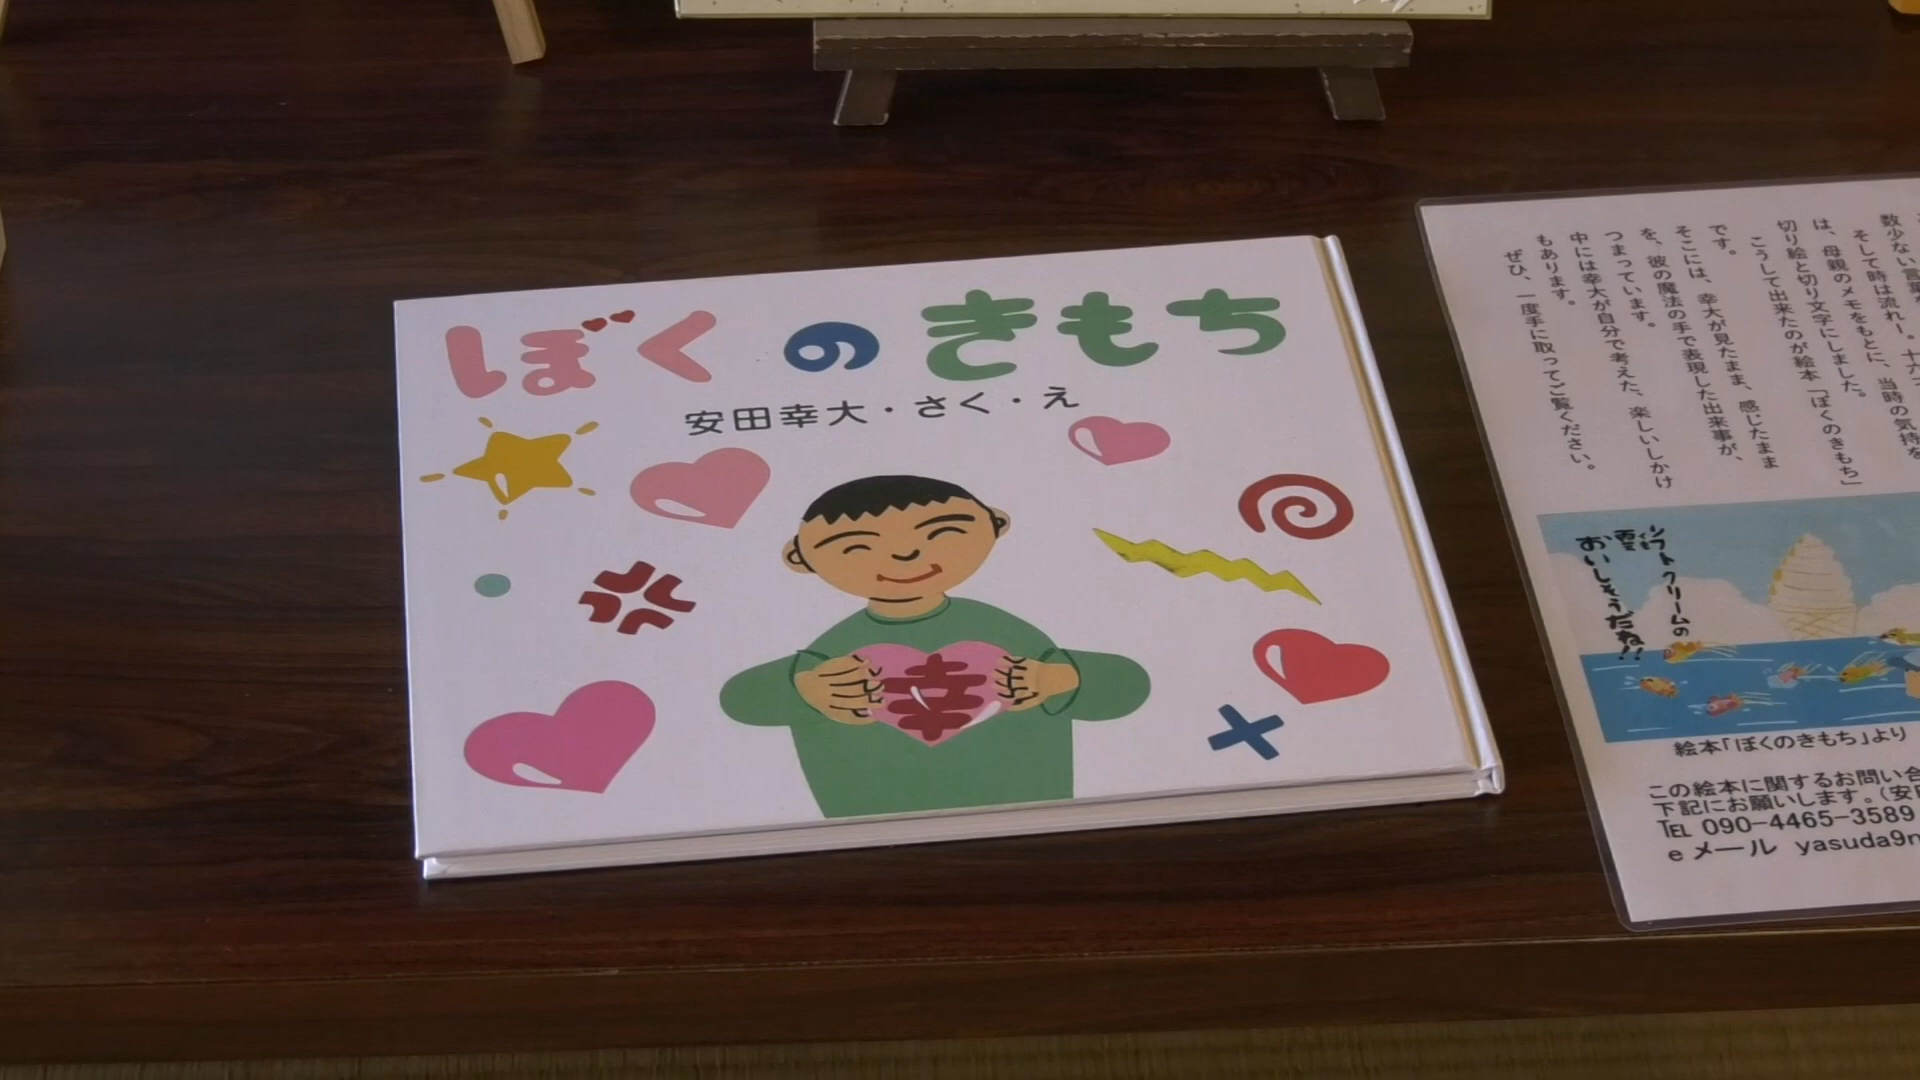 ぼくのきもち
安田幸大・さく・え
幸
数少ない言葉
そして時は流れー。十六
は、母親のメモをもとに、当時の気持を
切り絵と切り文字にしました。
こうして出来たのが絵本「ぼくのきもち」
です。
そこには、幸大が見たまま、感じたまま
を、彼の魔法の手で表現した出来事が、
つまっています。
中には幸大が自分で考えた、楽しいしかけ
もあります。
ぜひ、一度手に取ってご覧ください。
ソフトクリームの
雲
おいしそうだね!!
絵本「ぼくのきもち」より
この絵本に関するお問い合
下記にお願いします。(安田
TEL 090-4465-3589
eメール yasuda9n